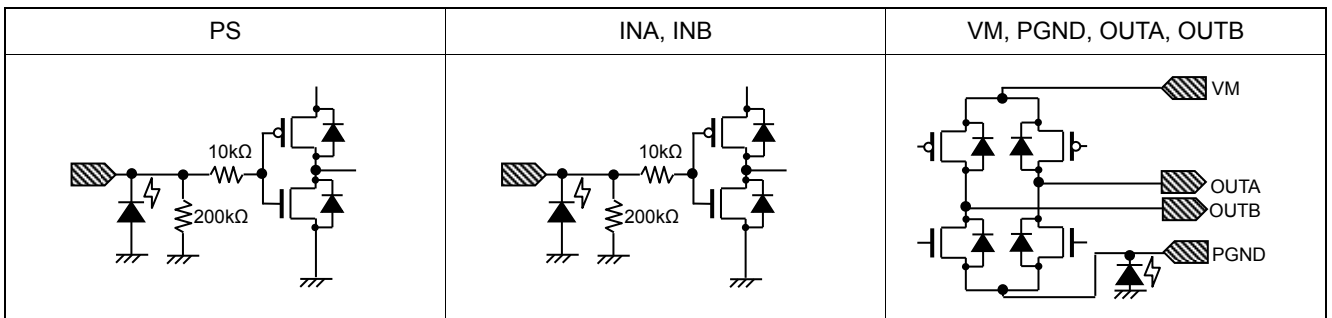 PS
INA, INB
VM, PGND, OUTA, OUTB
10kΩ
200kΩ
10kΩ
200kΩ
VM
OUTA
OUTB
PGND